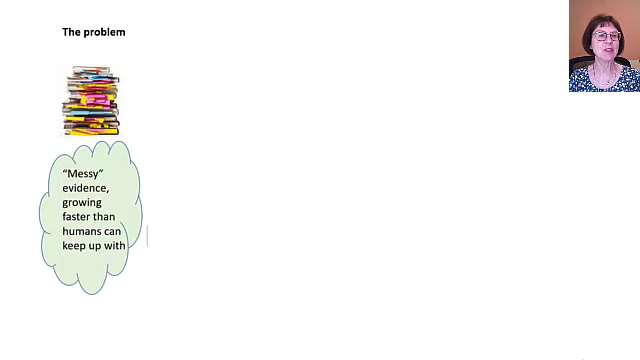 The problem
“Messy”
evidence,
growing
faster than
humans can
keep up with